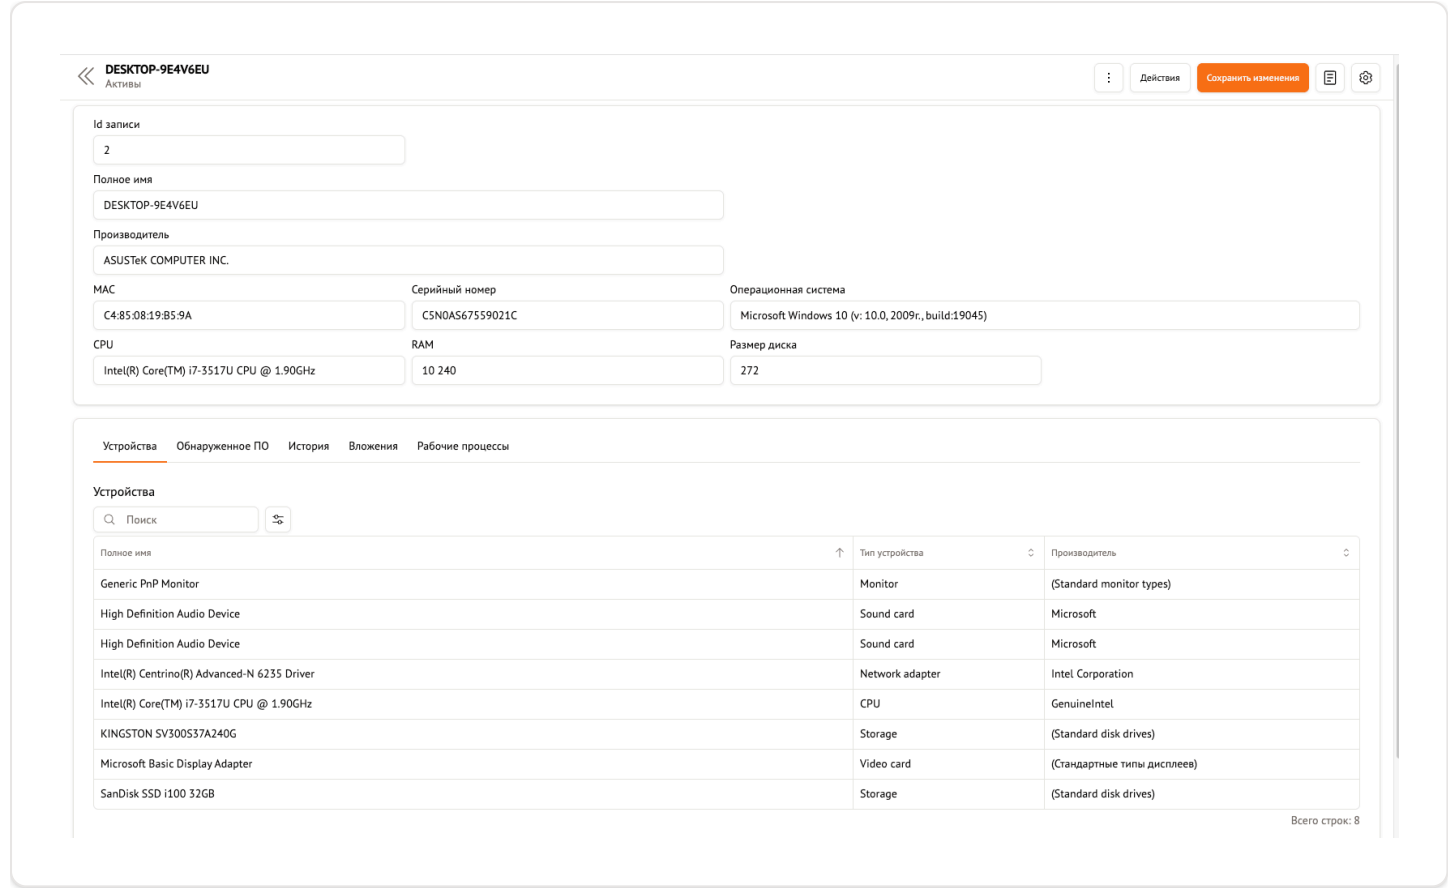 DESKTOP-9E4V6EU
Активы
Действия
Сохранить изменения
Id записи
2
Полное имя
DESKTOP-9E4V6EU
Производитель
ASUSTeK COMPUTER INC.
MAC Серийный номер Операционная система
C4:85:08:19:B5:9A C5N0AS67559021C Microsoft Windows 10 (v: 10.0, 2009г., build:19045)
CPU RAM Размер диска
Intel(R) Core(TM) i7-3517U CPU @ 1.90GHz 10 240 272
Устройства Обнаруженное ПО История Вложения Рабочие процессы
Устройства
Поиск
Полное имя Тип устройства Производитель
Generic PnP Monitor Monitor (Standard monitor types)
High Definition Audio Device Sound card Microsoft
High Definition Audio Device Sound card Microsoft
Intel(R) Centrino(R) Advanced-N 6235 Driver Network adapter Intel Corporation
Intel(R) Core(TM) i7-3517U CPU @ 1.90GHz CPU GenuineIntel
KINGSTON SV300S37A240G Storage (Standard disk drives)
Microsoft Basic Display Adapter Video card (Стандартные типы дисплеев)
SanDisk SSD i100 32GB Storage (Standard disk drives)
Всего строк: 8